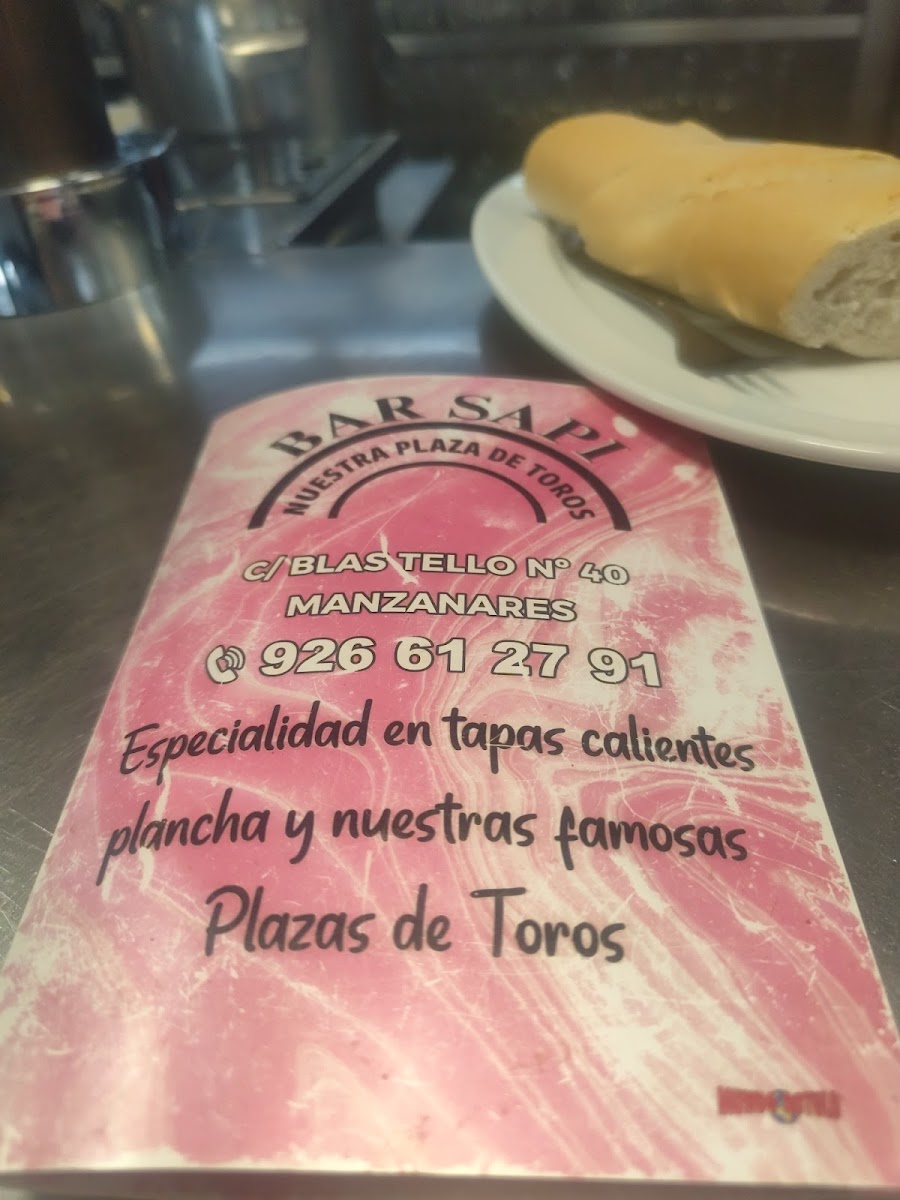 BAR SAPI
NUESTRA PLAZA DE TOROS
C/ BLAS TELLO Nº 40
MANZANARES
926 61 27 91
Especialidad en tapas calientes
plancha y nuestras famosas
Plazas de Toros